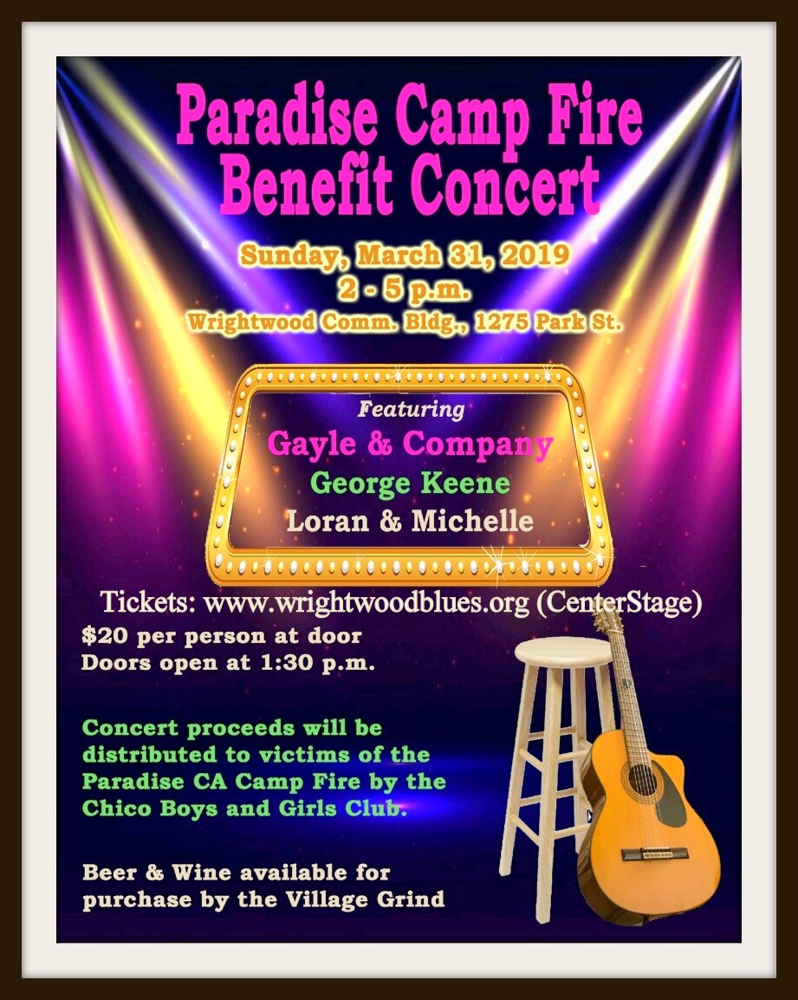 Paradise Camp Fire
Benefit Concert
Sunday, March 31, 2019
2 - 5 p.m.
Wrightwood Comm. Bldg., 1275 Park St.
Featuring
Gayle & Company
George Keene
Loran & Michelle
Tickets: www.wrightwoodblues.org (CenterStage)
$20 per person at door
Doors open at 1:30 p.m.
Concert proceeds will be
distributed to victims of the
Paradise CA Camp Fire by the
Chico Boys and Girls Club.
Beer & Wine available for
purchase by the Village Grind